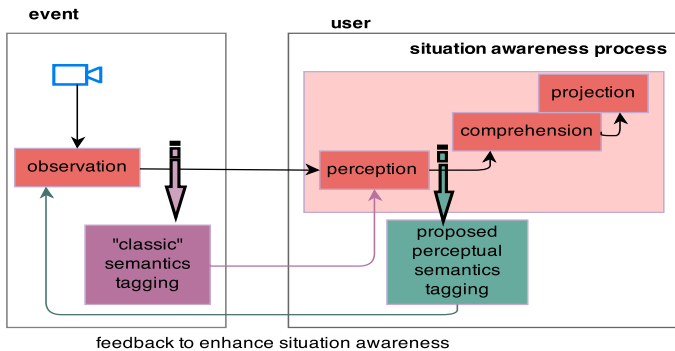 event
user
situation awareness process
projection
comprehension
observation
perception
"classic"
semantics
tagging
proposed
perceptual
semantics
tagging
feedback to enhance situation awareness